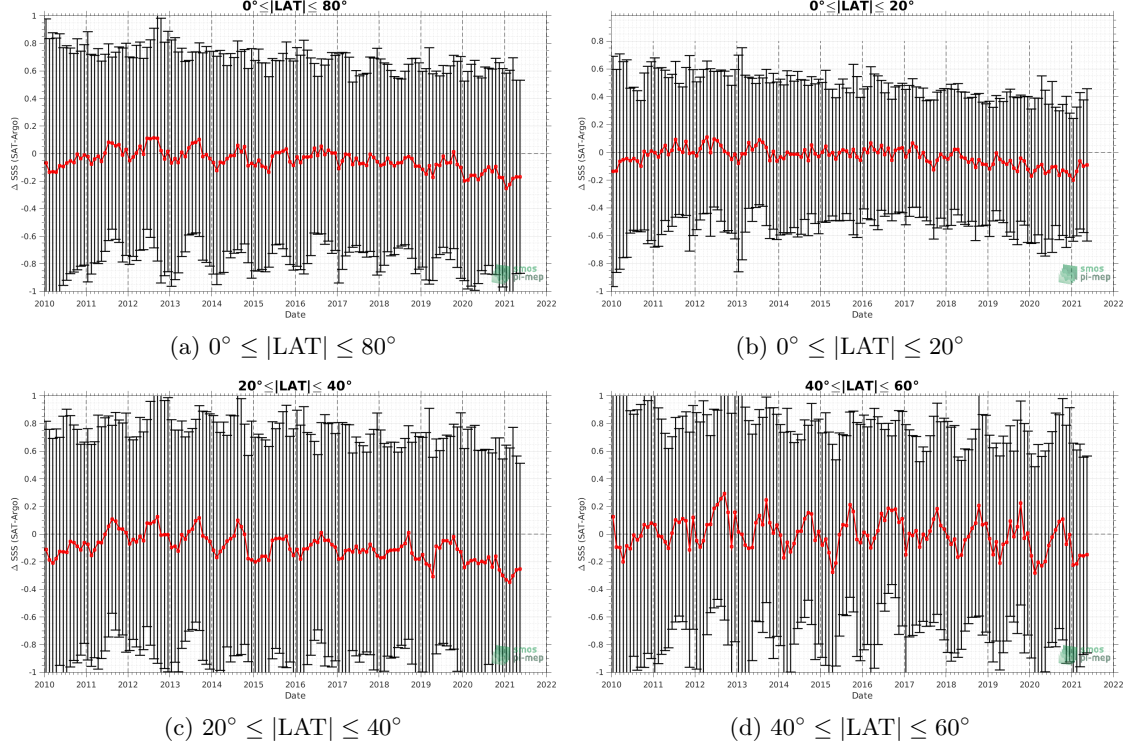 0°≤|LAT|≤ 80°
Δ SSS (SAT-Argo)
1
0.8
0.6
0.4
0.2
0
-0.2
-0.4
-0.6
-0.8
-1
2010 2011 2012 2013 2014 2015 2016 2017 2018 2019 2020 2021 2022
Date
smos
pi-mep
(a) 0° ≤ |LAT| ≤ 80°
0°≤|LAT|≤ 20°
Δ SSS (SAT-Argo)
0.8
0.6
0.4
0.2
0
-0.2
-0.4
-0.6
-0.8
-1
2010 2011 2012 2013 2014 2015 2016 2017 2018 2019 2020 2021 2022
Date
smos
pi-mep
(b) 0° ≤ |LAT| ≤ 20°
20°≤|LAT|≤ 40°
Δ SSS (SAT-Argo)
1
0.8
0.6
0.4
0.2
0
-0.2
-0.4
-0.6
-0.8
-1
2010 2011 2012 2013 2014 2015 2016 2017 2018 2019 2020 2021 2022
Date
smos
pi-mep
(c) 20° ≤ |LAT| ≤ 40°
40°≤|LAT|≤ 60°
Δ SSS (SAT-Argo)
1
0.8
0.6
0.4
0.2
0
-0.2
-0.4
-0.6
-0.8
-1
2010 2011 2012 2013 2014 2015 2016 2017 2018 2019 2020 2021 2022
Date
smos
pi-mep
(d) 40° ≤ |LAT| ≤ 60°